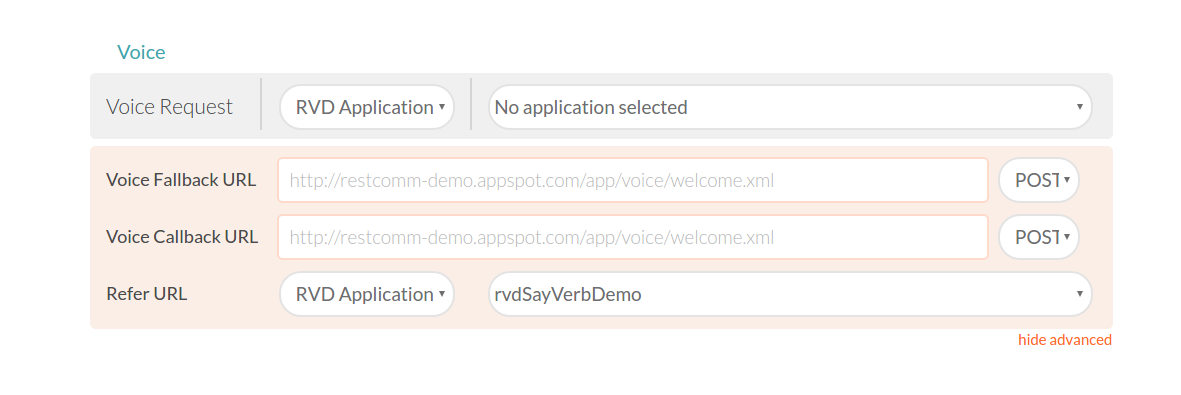 Voice
Voice Request RVD Application No application selected
Voice Fallback URL http://restcomm-demo.appspot.com/app/voice/welcome.xml POST
Voice Callback URL http://restcomm-demo.appspot.com/app/voice/welcome.xml POST
Refer URL RVD Application rvdSayVerbDemo
hide advanced